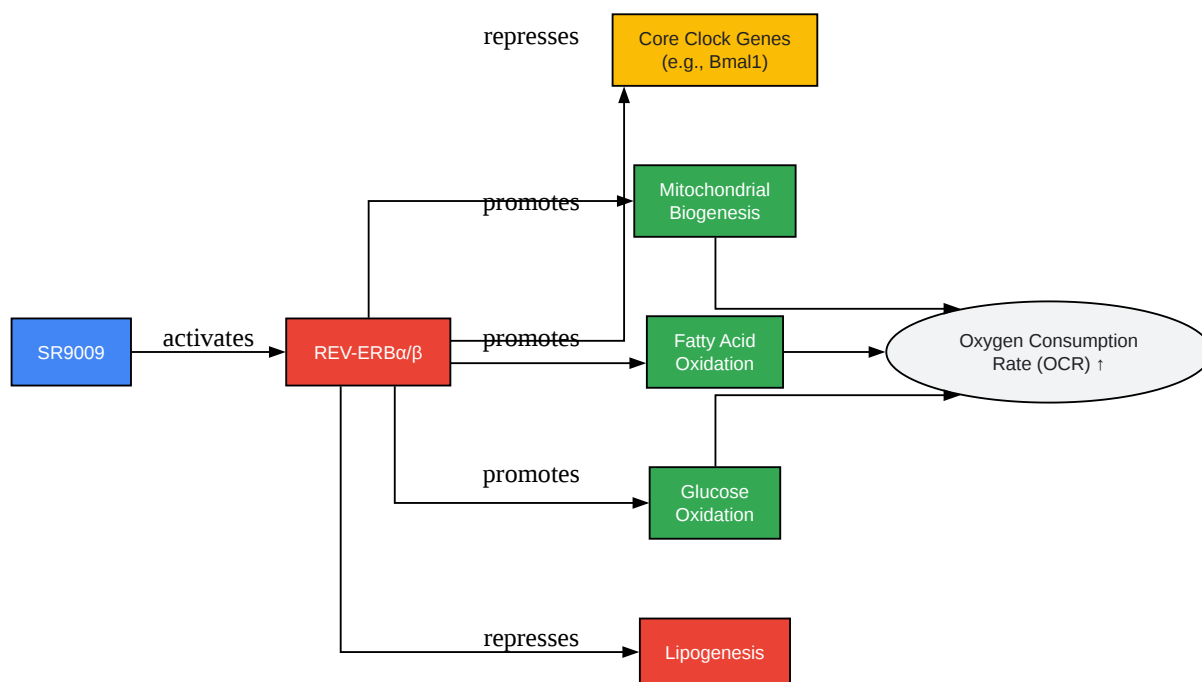 represses
Core Clock Genes
(e.g., Bmal1)
promotes
Mitochondrial
Biogenesis
SR9009
activates
REV-ERBα/β
promotes
Fatty Acid
Oxidation
Oxygen Consumption
Rate (OCR) ↑
promotes
Glucose
Oxidation
represses
Lipogenesis